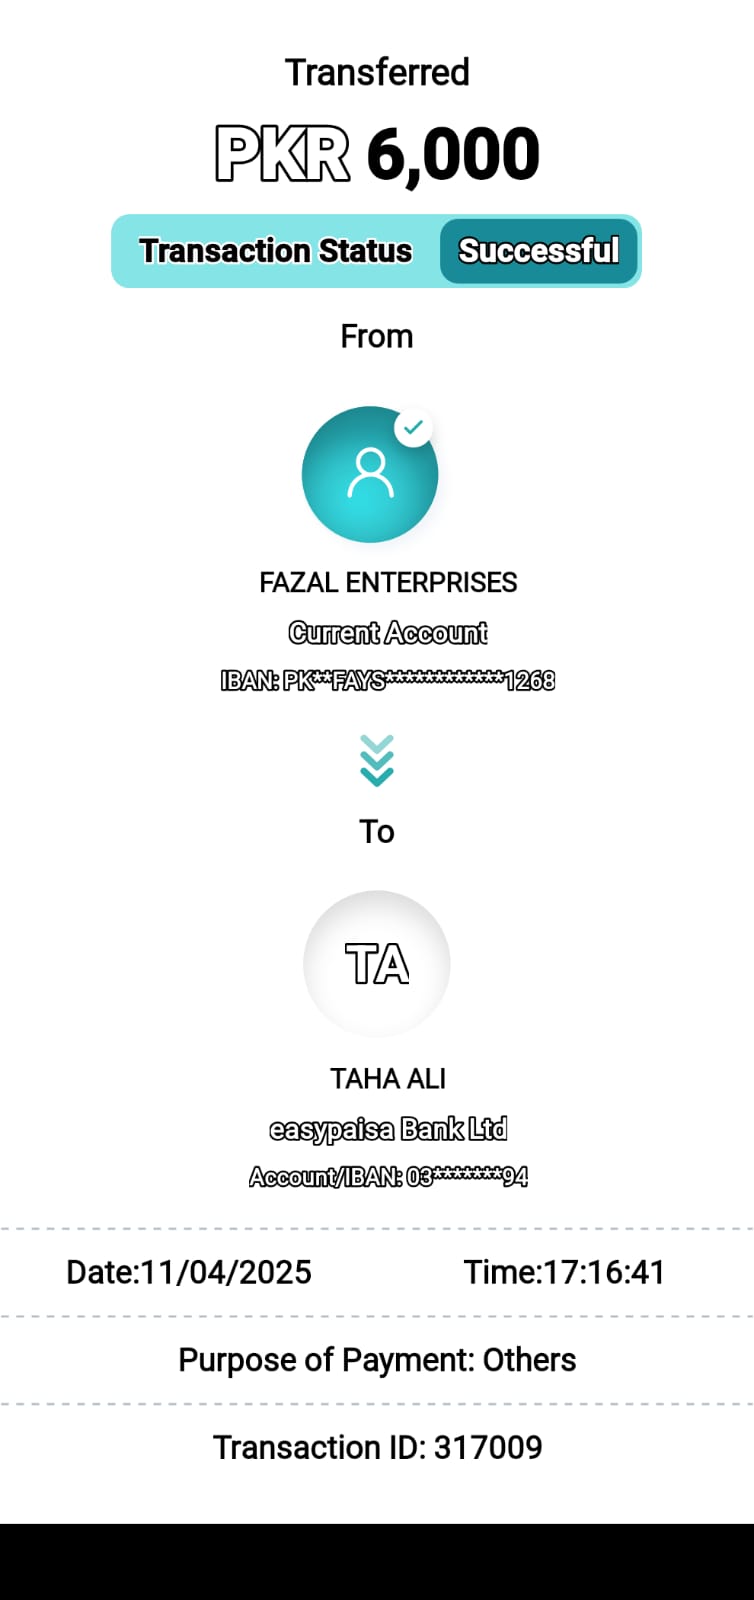 Transferred
PKR 6,000
Transaction Status Successful
From
FAZAL ENTERPRISES
Current Account
IBAN: PK**FAYS*************1268
To
TA
TAHA ALI
easypaisa Bank Ltd
Account/IBAN: 03*******94
Date:11/04/2025 Time:17:16:41
Purpose of Payment: Others
Transaction ID: 317009